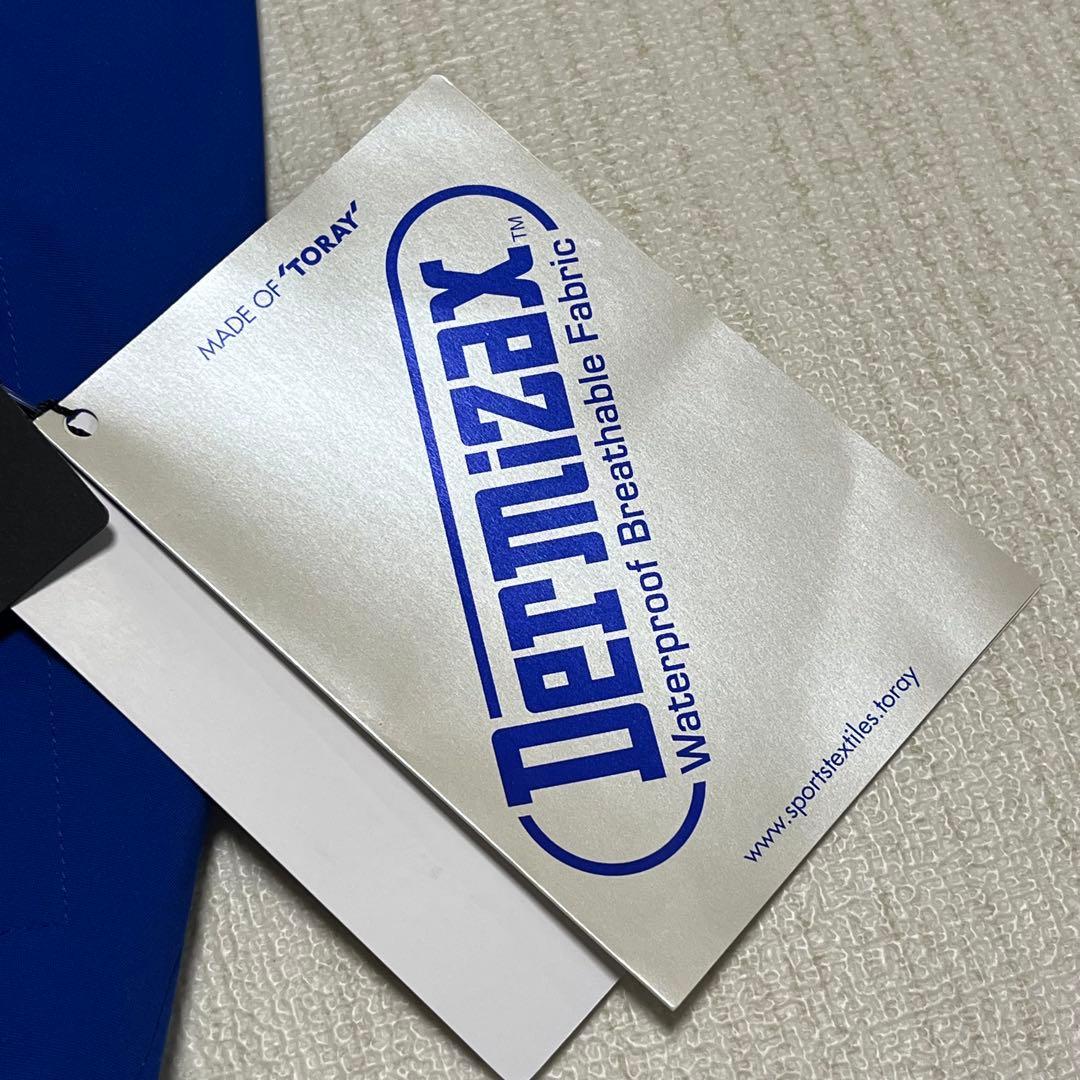 MADE OF 'TORAY'
Dermizax™
Waterproof Breathable Fabric
www.sportstextiles.toray